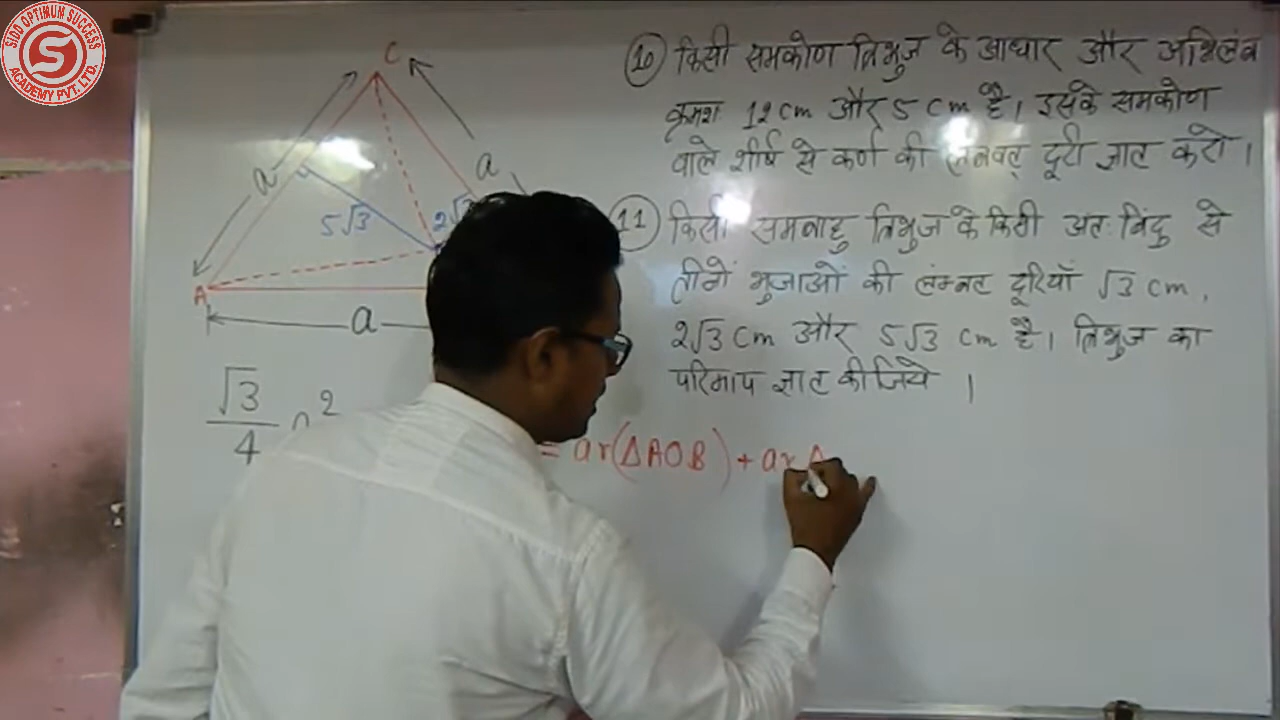 SIDD OPTIMUM SUCCESS
S
ACADEMY PVT. LTD.
C
a
a
5√3
2√3
A
a
√3/4 a²
= ar(ΔAOB) + ar Δ
10 किसी समकोण त्रिभुज के आधार और अभिलंब
क्रमश 12 cm और 5 cm है। इसके समकोण
वाले शीर्ष से कर्ण की लम्बवत् दूरी ज्ञात करो।
11 किसी समबाहु त्रिभुज के किसी अतः बिंदु से
तीनों भुजाओं की लम्बवत दूरियाँ √3 cm,
2√3 cm और 5√3 cm है। त्रिभुज का
परिमाप ज्ञात कीजिये ।